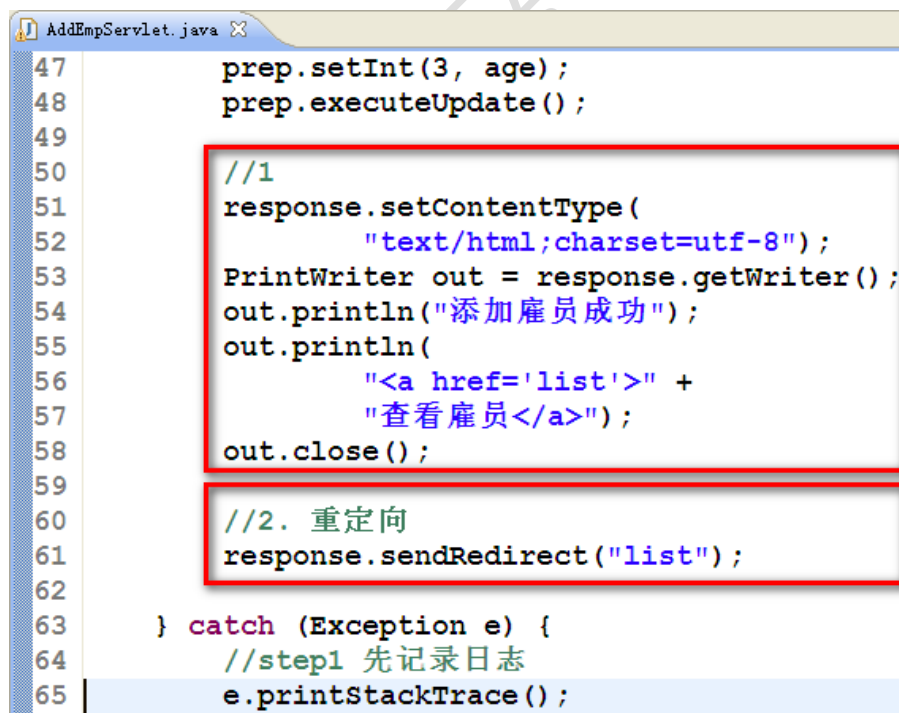 AddEmpServlet.java
47 prep.setInt(3, age);
48 prep.executeUpdate();
49
50 //1
51 response.setContentType(
52 "text/html;charset=utf-8");
53 PrintWriter out = response.getWriter();
54 out.println("添加雇员成功");
55 out.println(
56 "<a href='list'>" +
57 "查看雇员</a>");
58 out.close();
59
60 //2. 重定向
61 response.sendRedirect("list");
62
63 } catch (Exception e) {
64 //step1 先记录日志
65 e.printStackTrace();